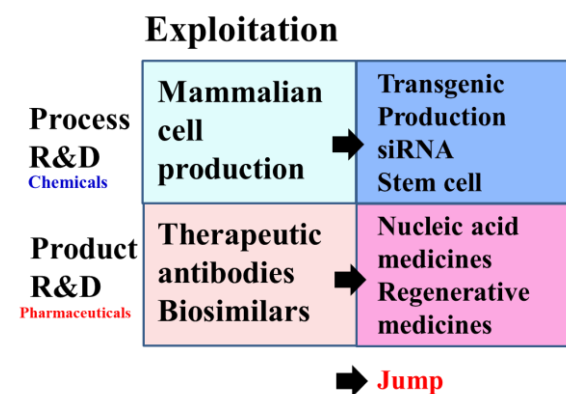 Exploitation
Process
R&D
Chemicals
Mammalian
cell
production
Transgenic
Production
siRNA
Stem cell
Product
R&D
Pharmaceuticals
Therapeutic
antibodies
Biosimilars
Nucleic acid
medicines
Regenerative
medicines
Jump